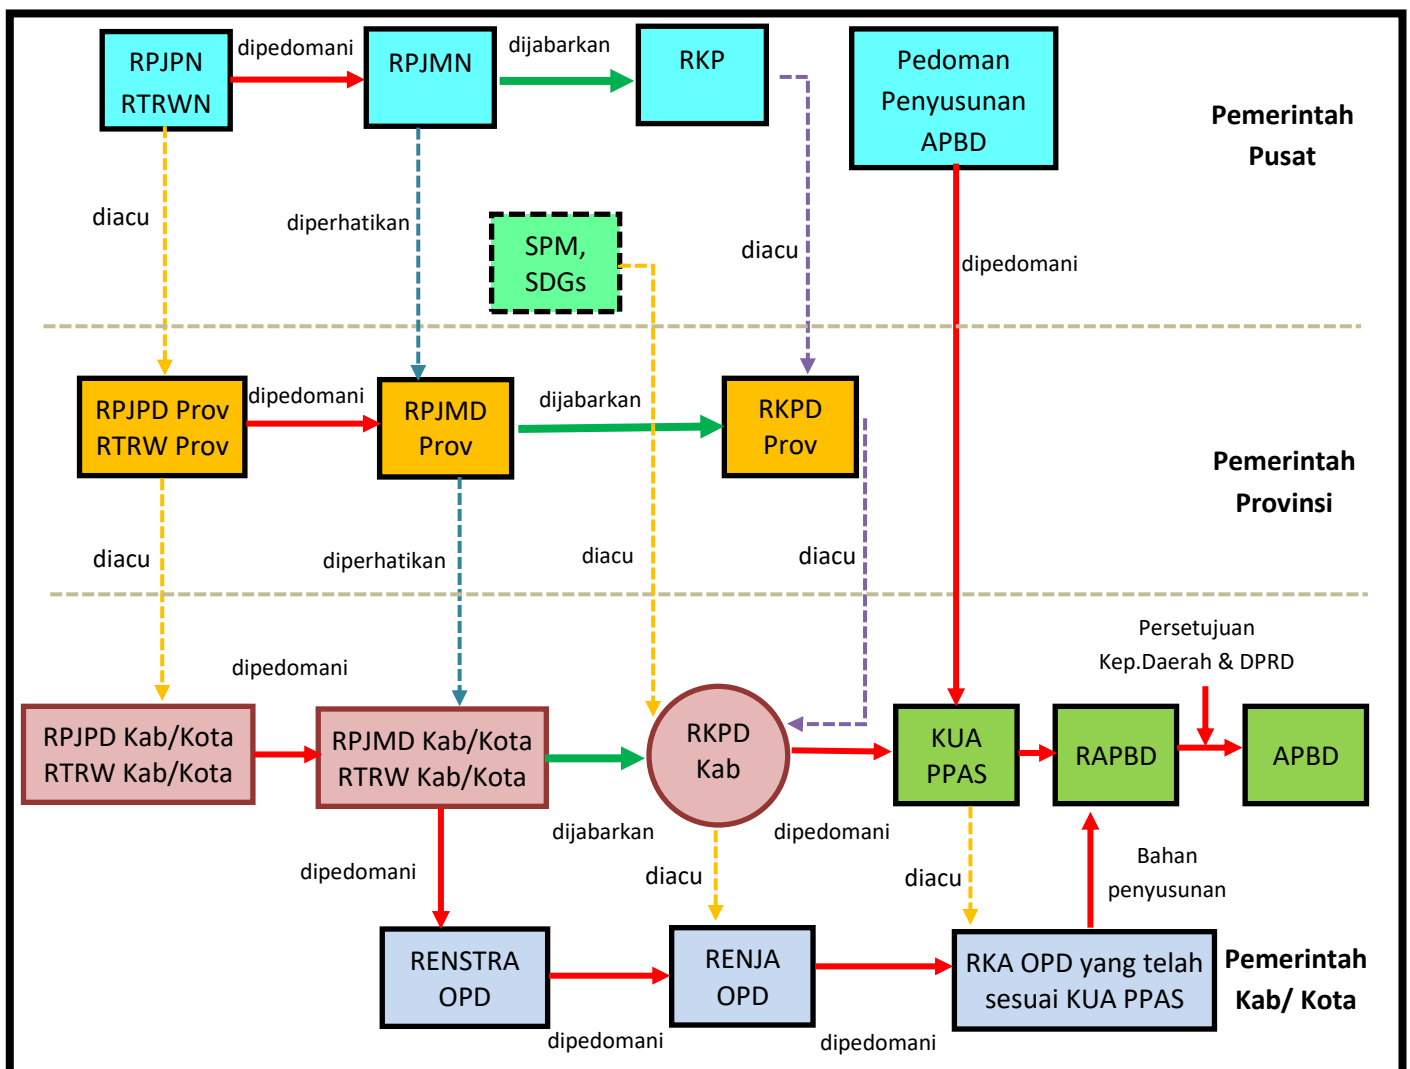 RPJPN
RTRWN
dipedomani
RPJMN
dijabarkan
RKP
Pedoman
Penyusunan
APBD
Pemerintah
Pusat
diacu
diperhatikan
SPM,
SDGs
diacu
dipedomani
RPJPD Prov
RTRW Prov
dipedomani
RPJMD
Prov
dijabarkan
RKPD
Prov
Pemerintah
Provinsi
diacu
diperhatikan
diacu
diacu
Persetujuan
Kep.Daerah & DPRD
dipedomani
RPJPD Kab/Kota
RTRW Kab/Kota
RPJMD Kab/Kota
RTRW Kab/Kota
RKPD
Kab
KUA
PPAS
RAPBD
APBD
dijabarkan
dipedomani
dipedomani
diacu
diacu
Bahan
penyusunan
RENSTRA
OPD
RENJA
OPD
RKA OPD yang telah
sesuai KUA PPAS
Pemerintah
Kab/ Kota
dipedomani
dipedomani